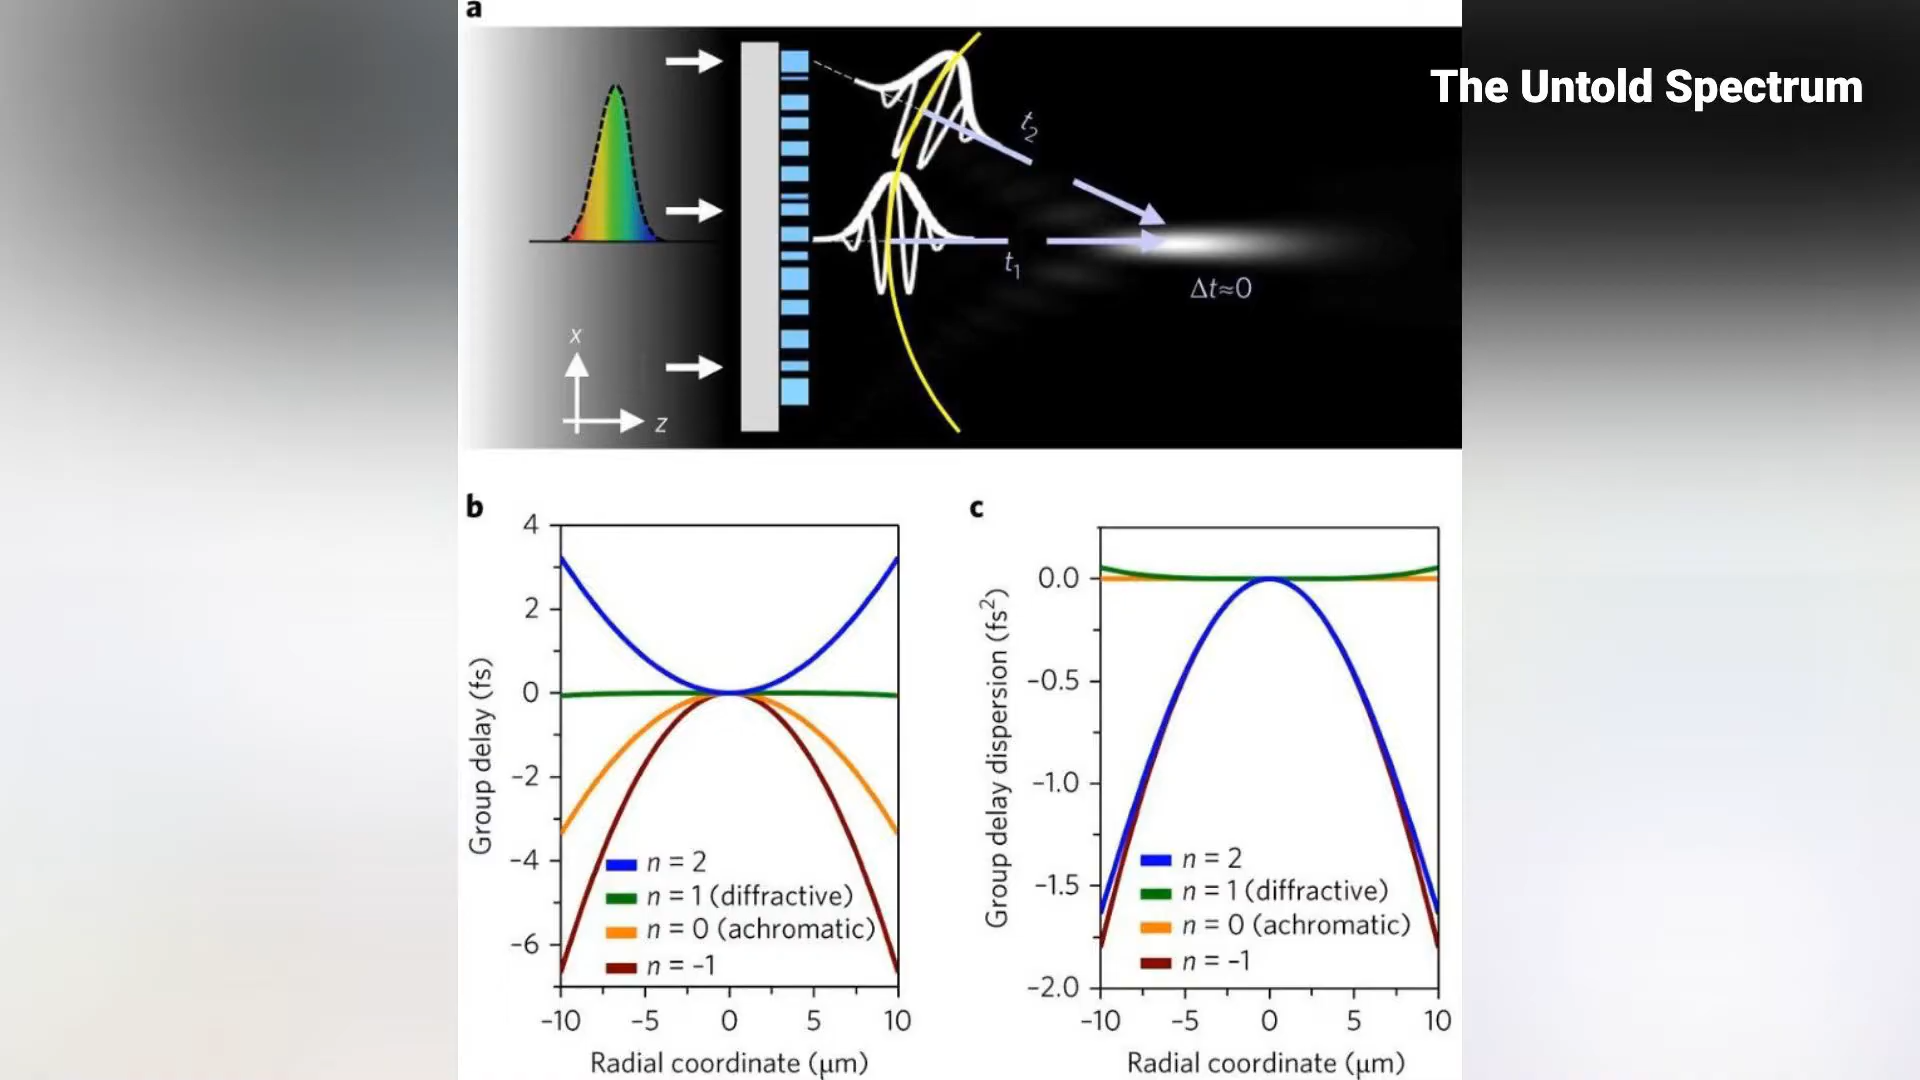 a
The Untold Spectrum
t2
t1
Δt≈0
x
z
b
4
2
0
–2
–4
–6
Group delay (fs)
n = 2
n = 1 (diffractive)
n = 0 (achromatic)
n = –1
–10 –5 0 5 10
Radial coordinate (μm)
c
0.0
–0.5
–1.0
–1.5
–2.0
Group delay dispersion (fs²)
n = 2
n = 1 (diffractive)
n = 0 (achromatic)
n = –1
–10 –5 0 5 10
Radial coordinate (μm)